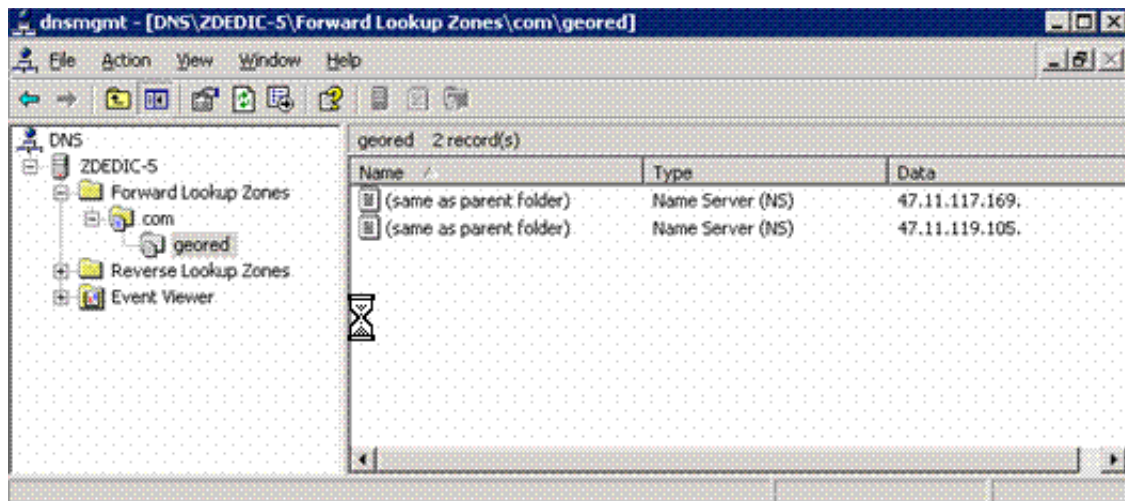 dnsmgmt - [DNS\ZDEDIC-5\Forward Lookup Zones\com\geored]
File Action View Window Help
DNS
ZDEDIC-5
Forward Lookup Zones
com
geored
Reverse Lookup Zones
Event Viewer
geored 2 record(s)
Name Type Data
(same as parent folder) Name Server (NS) 47.11.117.169.
(same as parent folder) Name Server (NS) 47.11.119.105.